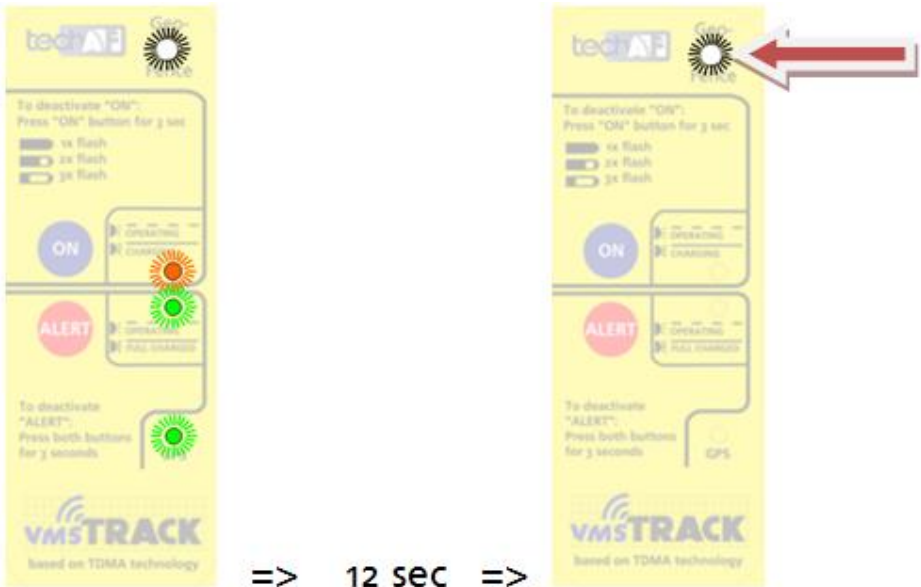 techAF Geo-
Fence
To deactivate "ON":
Press "ON" button for 3 sec
1x flash
2x flash
3x flash
ON
OPERATING
CHARGING
ALERT
OPERATING
FULL CHARGED
To deactivate
"ALERT":
Press both buttons
for 3 seconds
GPS
VMSTRACK
based on TDMA technology
=> 12 sec =>
techAF Geo-
Fence
To deactivate "ON":
Press "ON" button for 3 sec
1x flash
2x flash
3x flash
ON
OPERATING
CHARGING
ALERT
OPERATING
FULL CHARGED
To deactivate
"ALERT":
Press both buttons
for 3 seconds
GPS
VMSTRACK
based on TDMA technology